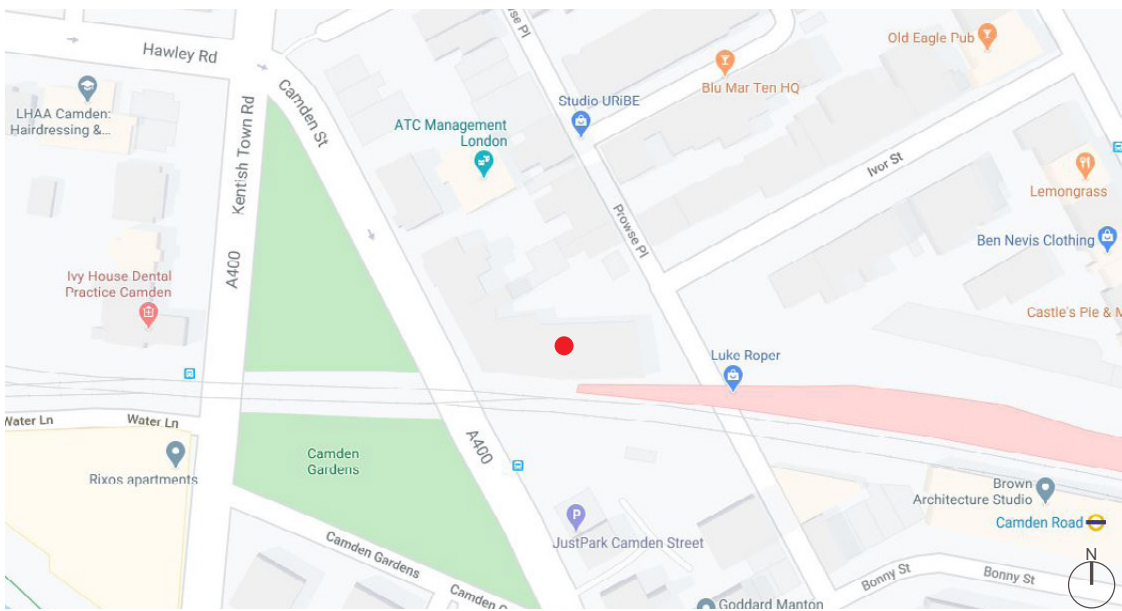 Hawley Rd
se Pl
Old Eagle Pub
Blu Mar Ten HQ
LHAA Camden:
Hairdressing &...
Kentish Town Rd
Camden St
Studio URiBE
ATC Management
London
Ivor St
Lemongrass
Prowse Pl
Ben Nevis Clothing
A400
Ivy House Dental
Practice Camden
Castle's Pie & M
Luke Roper
Water Ln
Water Ln
A400
Camden
Gardens
Rixos apartments
P
JustPark Camden Street
Brown
Architecture Studio
Camden Road
N
Camden Gardens
Camden G
Bonny St
Bonny St
Goddard Manton